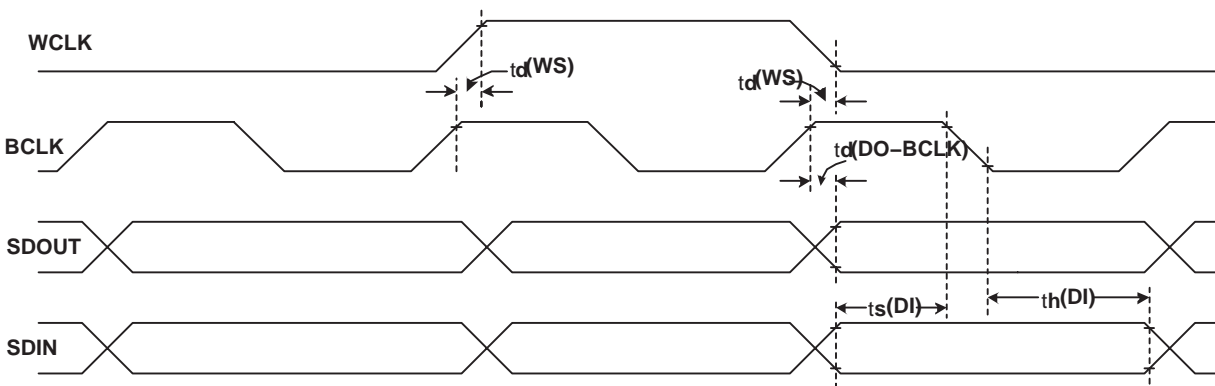 WCLK
td(WS)
td(WS)
BCLK
td(DO−BCLK)
SDOUT
ts(DI)
th(DI)
SDIN